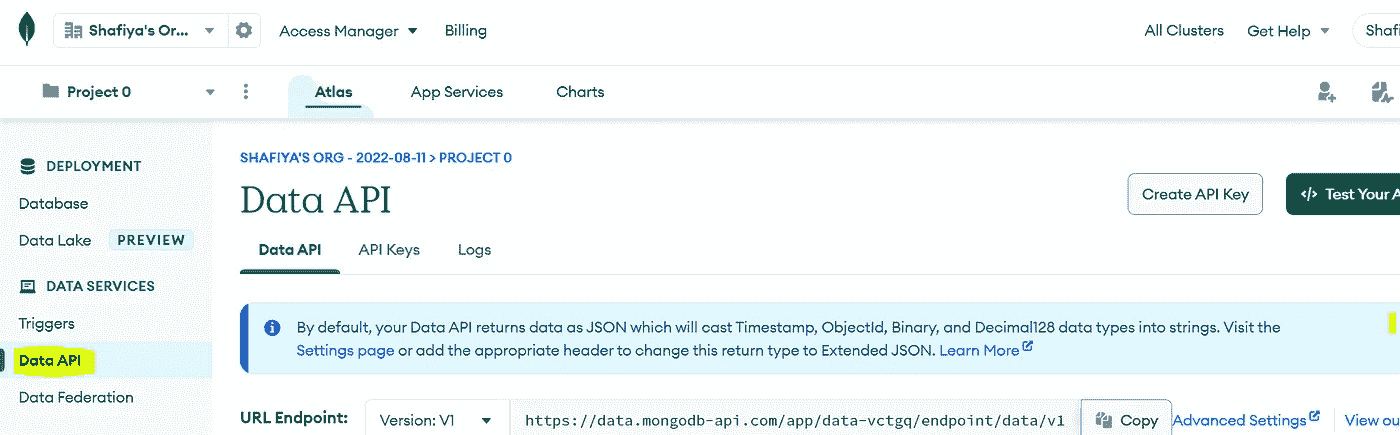 Shafiya's Or... Access Manager Billing All Clusters Get Help Shafi
Project 0 Atlas App Services Charts
DEPLOYMENT
Database
Data Lake PREVIEW
DATA SERVICES
Triggers
Data API
Data Federation
SHAFIYA'S ORG - 2022-08-11 > PROJECT 0
Data API
Create API Key </> Test Your A
Data API API Keys Logs
By default, your Data API returns data as JSON which will cast Timestamp, ObjectId, Binary, and Decimal128 data types into strings. Visit the
Settings page or add the appropriate header to change this return type to Extended JSON. Learn More
URL Endpoint: Version: V1 https://data.mongodb-api.com/app/data-vctgq/endpoint/data/v1 Copy Advanced Settings View ou